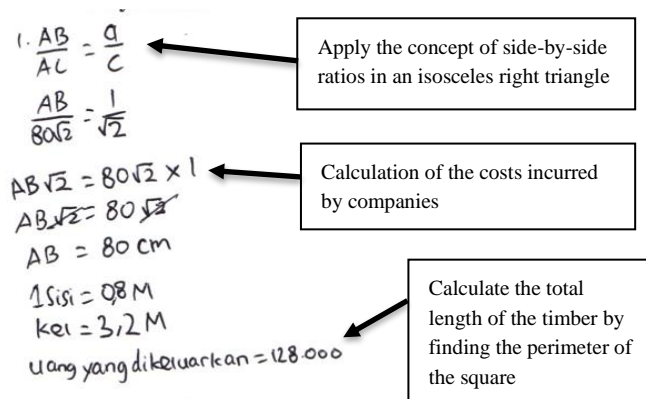 1. AB/AC = a/c
AB/80√2 = 1/√2
AB√2 = 80√2 × 1
AB√2 = 80√2
AB = 80 cm
1 sisi = 0,8 M
kel = 3,2 M
uang yang dikeluarkan = 128.000
Apply the concept of side-by-side
ratios in an isosceles right triangle
Calculation of the costs incurred
by companies
Calculate the total
length of the timber by
finding the perimeter of
the square